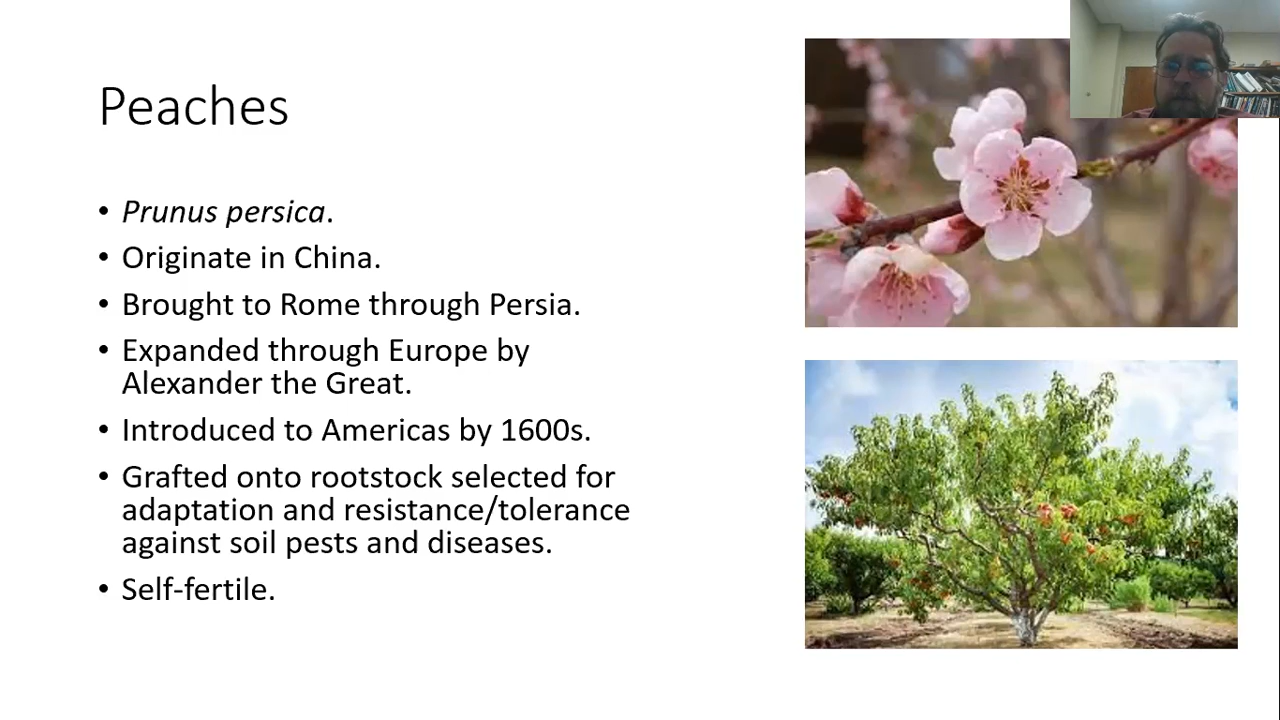 Peaches
• Prunus persica.
• Originate in China.
• Brought to Rome through Persia.
• Expanded through Europe by
Alexander the Great.
• Introduced to Americas by 1600s.
• Grafted onto rootstock selected for
adaptation and resistance/tolerance
against soil pests and diseases.
• Self-fertile.